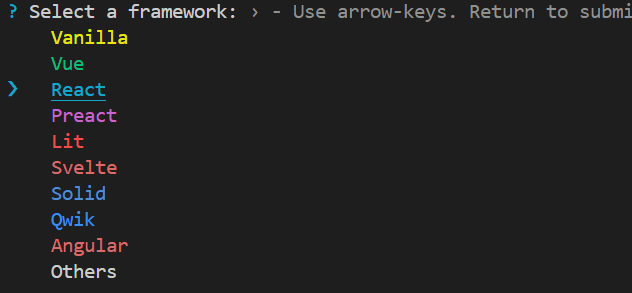 ? Select a framework: › - Use arrow-keys. Return to submi
Vanilla
Vue
❯ React
Preact
Lit
Svelte
Solid
Qwik
Angular
Others